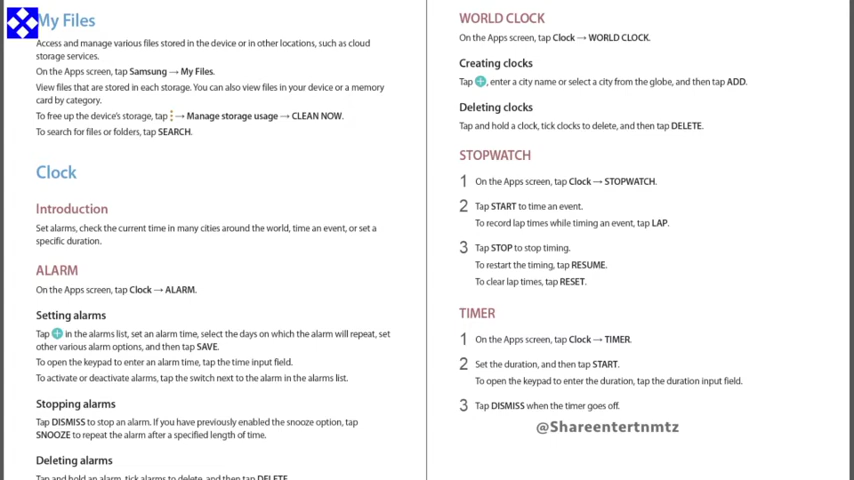 My Files
Access and manage various files stored in the device or in other locations, such as cloud
storage services.
On the Apps screen, tap Samsung → My Files.
View files that are stored in each storage. You can also view files in your device or a memory
card by category.
To free up the device's storage, tap → Manage storage usage → CLEAN NOW.
To search for files or folders, tap SEARCH.
Clock
Introduction
Set alarms, check the current time in many cities around the world, time an event, or set a
specific duration.
ALARM
On the Apps screen, tap Clock → ALARM.
Setting alarms
Tap in the alarms list, set an alarm time, select the days on which the alarm will repeat, set
other various alarm options, and then tap SAVE.
To open the keypad to enter an alarm time, tap the time input field.
To activate or deactivate alarms, tap the switch next to the alarm in the alarms list.
Stopping alarms
Tap DISMISS to stop an alarm. If you have previously enabled the snooze option, tap
SNOOZE to repeat the alarm after a specified length of time.
Deleting alarms
Tap and hold an alarm, tick alarms to delete, and then tap DELETE.
WORLD CLOCK
On the Apps screen, tap Clock → WORLD CLOCK.
Creating clocks
Tap , enter a city name or select a city from the globe, and then tap ADD.
Deleting clocks
Tap and hold a clock, tick clocks to delete, and then tap DELETE.
STOPWATCH
1 On the Apps screen, tap Clock → STOPWATCH.
2 Tap START to time an event.
To record lap times while timing an event, tap LAP.
3 Tap STOP to stop timing.
To restart the timing, tap RESUME.
To clear lap times, tap RESET.
TIMER
1 On the Apps screen, tap Clock → TIMER.
2 Set the duration, and then tap START.
To open the keypad to enter the duration, tap the duration input field.
3 Tap DISMISS when the timer goes off.
@Shareentertnmtz